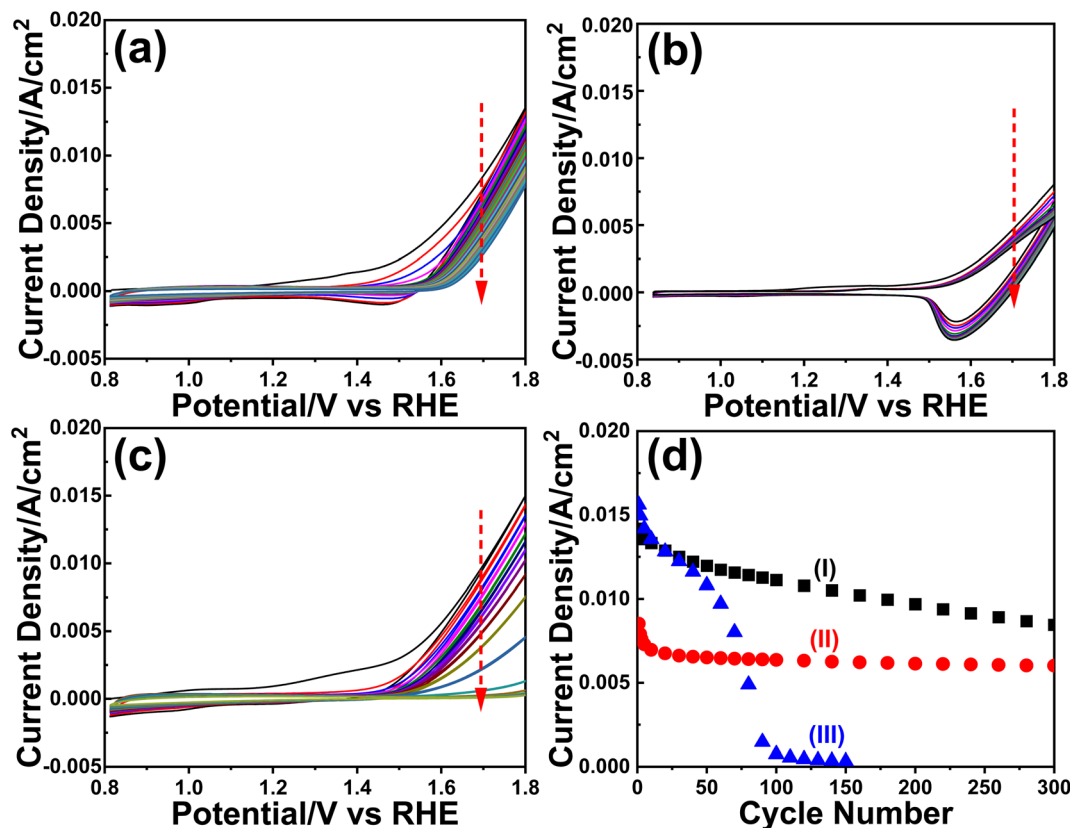 (a)
0.020
0.015
0.010
0.005
0.000
-0.005
0.8 1.0 1.2 1.4 1.6 1.8
Potential/V vs RHE
Current Density/A/cm²
(b)
0.020
0.015
0.010
0.005
0.000
-0.005
0.8 1.0 1.2 1.4 1.6 1.8
Potential/V vs RHE
Current Density/A/cm²
(c)
0.020
0.015
0.010
0.005
0.000
-0.005
0.8 1.0 1.2 1.4 1.6 1.8
Potential/V vs RHE
Current Density/A/cm²
(d)
0.020
0.015
0.010
0.005
0.000
(I)
(II)
(III)
0 25 50 75 100 125 150 200 250 300
Cycle Number
Current Density/A/cm²